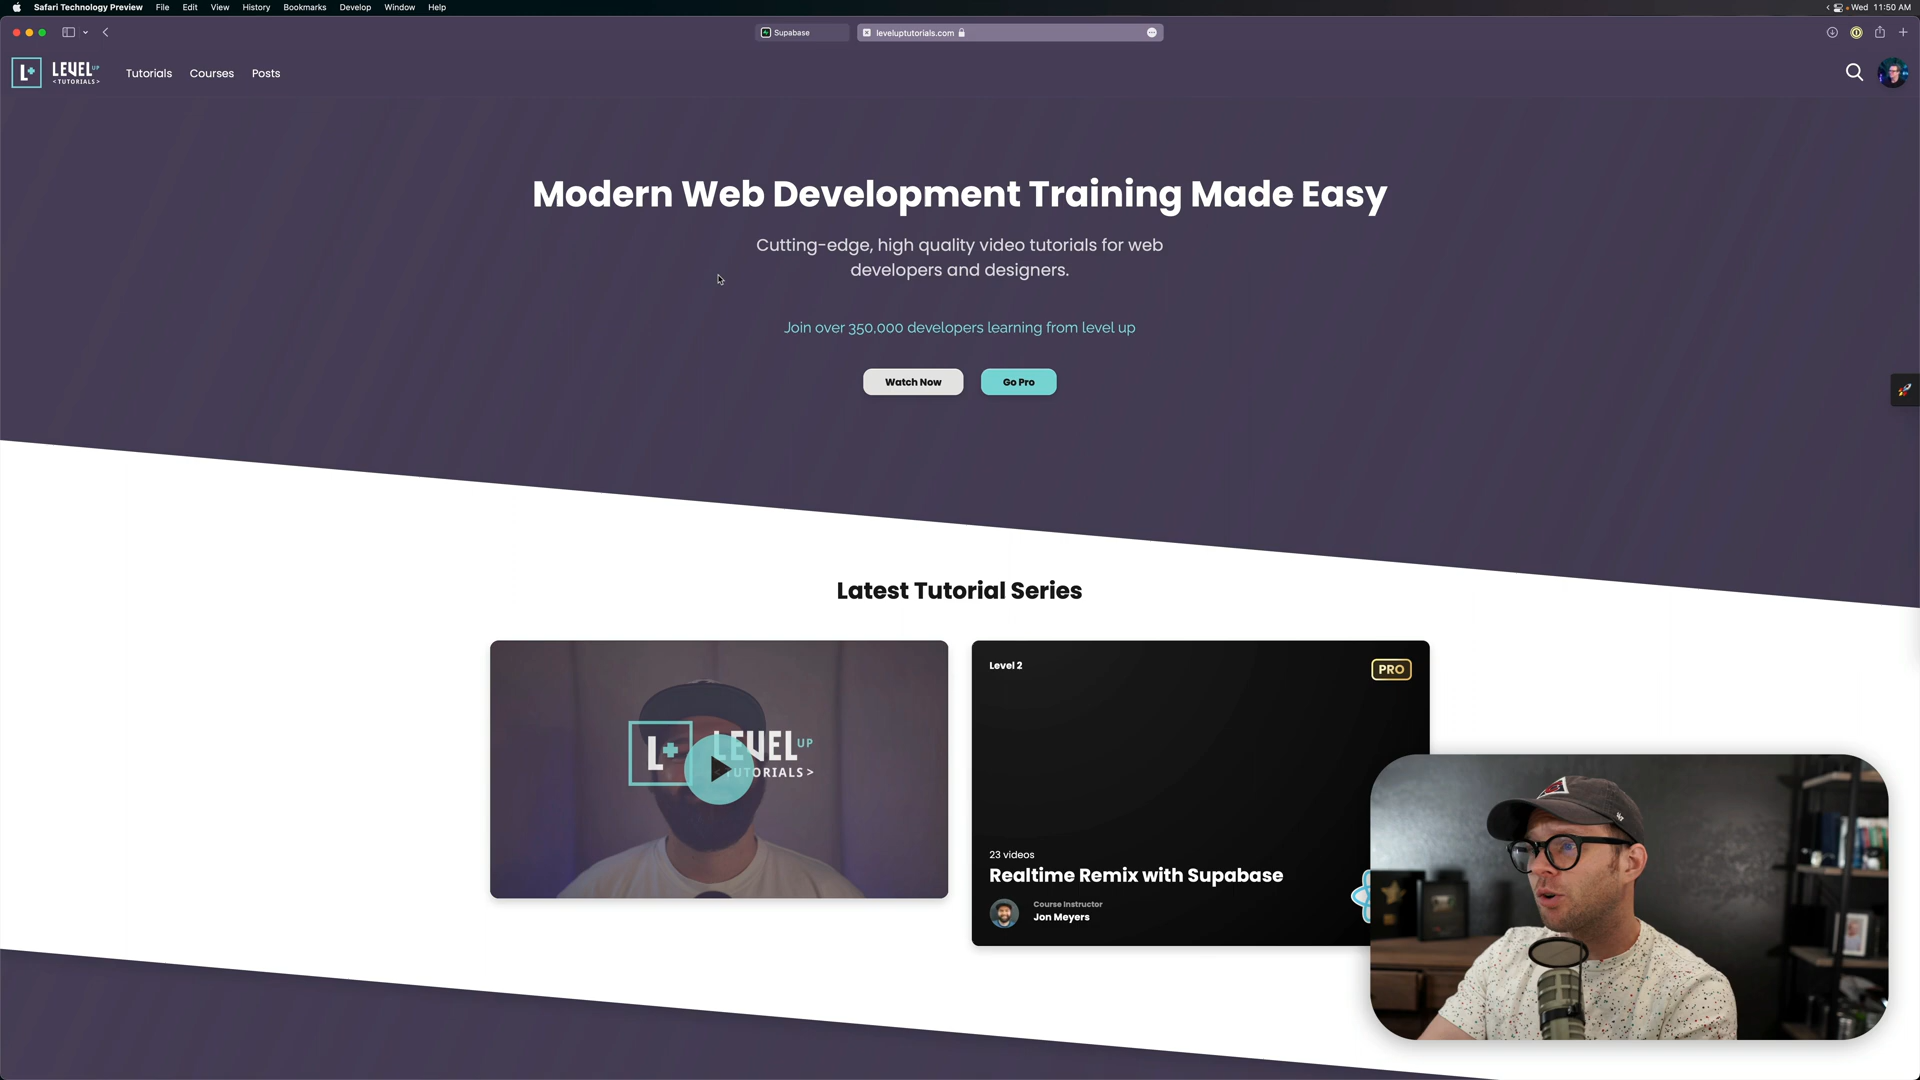 Safari Technology Preview File Edit View History Bookmarks Develop Window Help
Wed 11:50 AM
Supabase
leveluptutorials.com
L+
LEVEL UP
<TUTORIALS>
Tutorials Courses Posts
Modern Web Development Training Made Easy
Cutting-edge, high quality video tutorials for web
developers and designers.
Join over 350,000 developers learning from level up
Watch Now
Go Pro
Latest Tutorial Series
L+
LEVEL UP
<TUTORIALS>
Level 2
PRO
23 videos
Realtime Remix with Supabase
Course Instructor
Jon Meyers